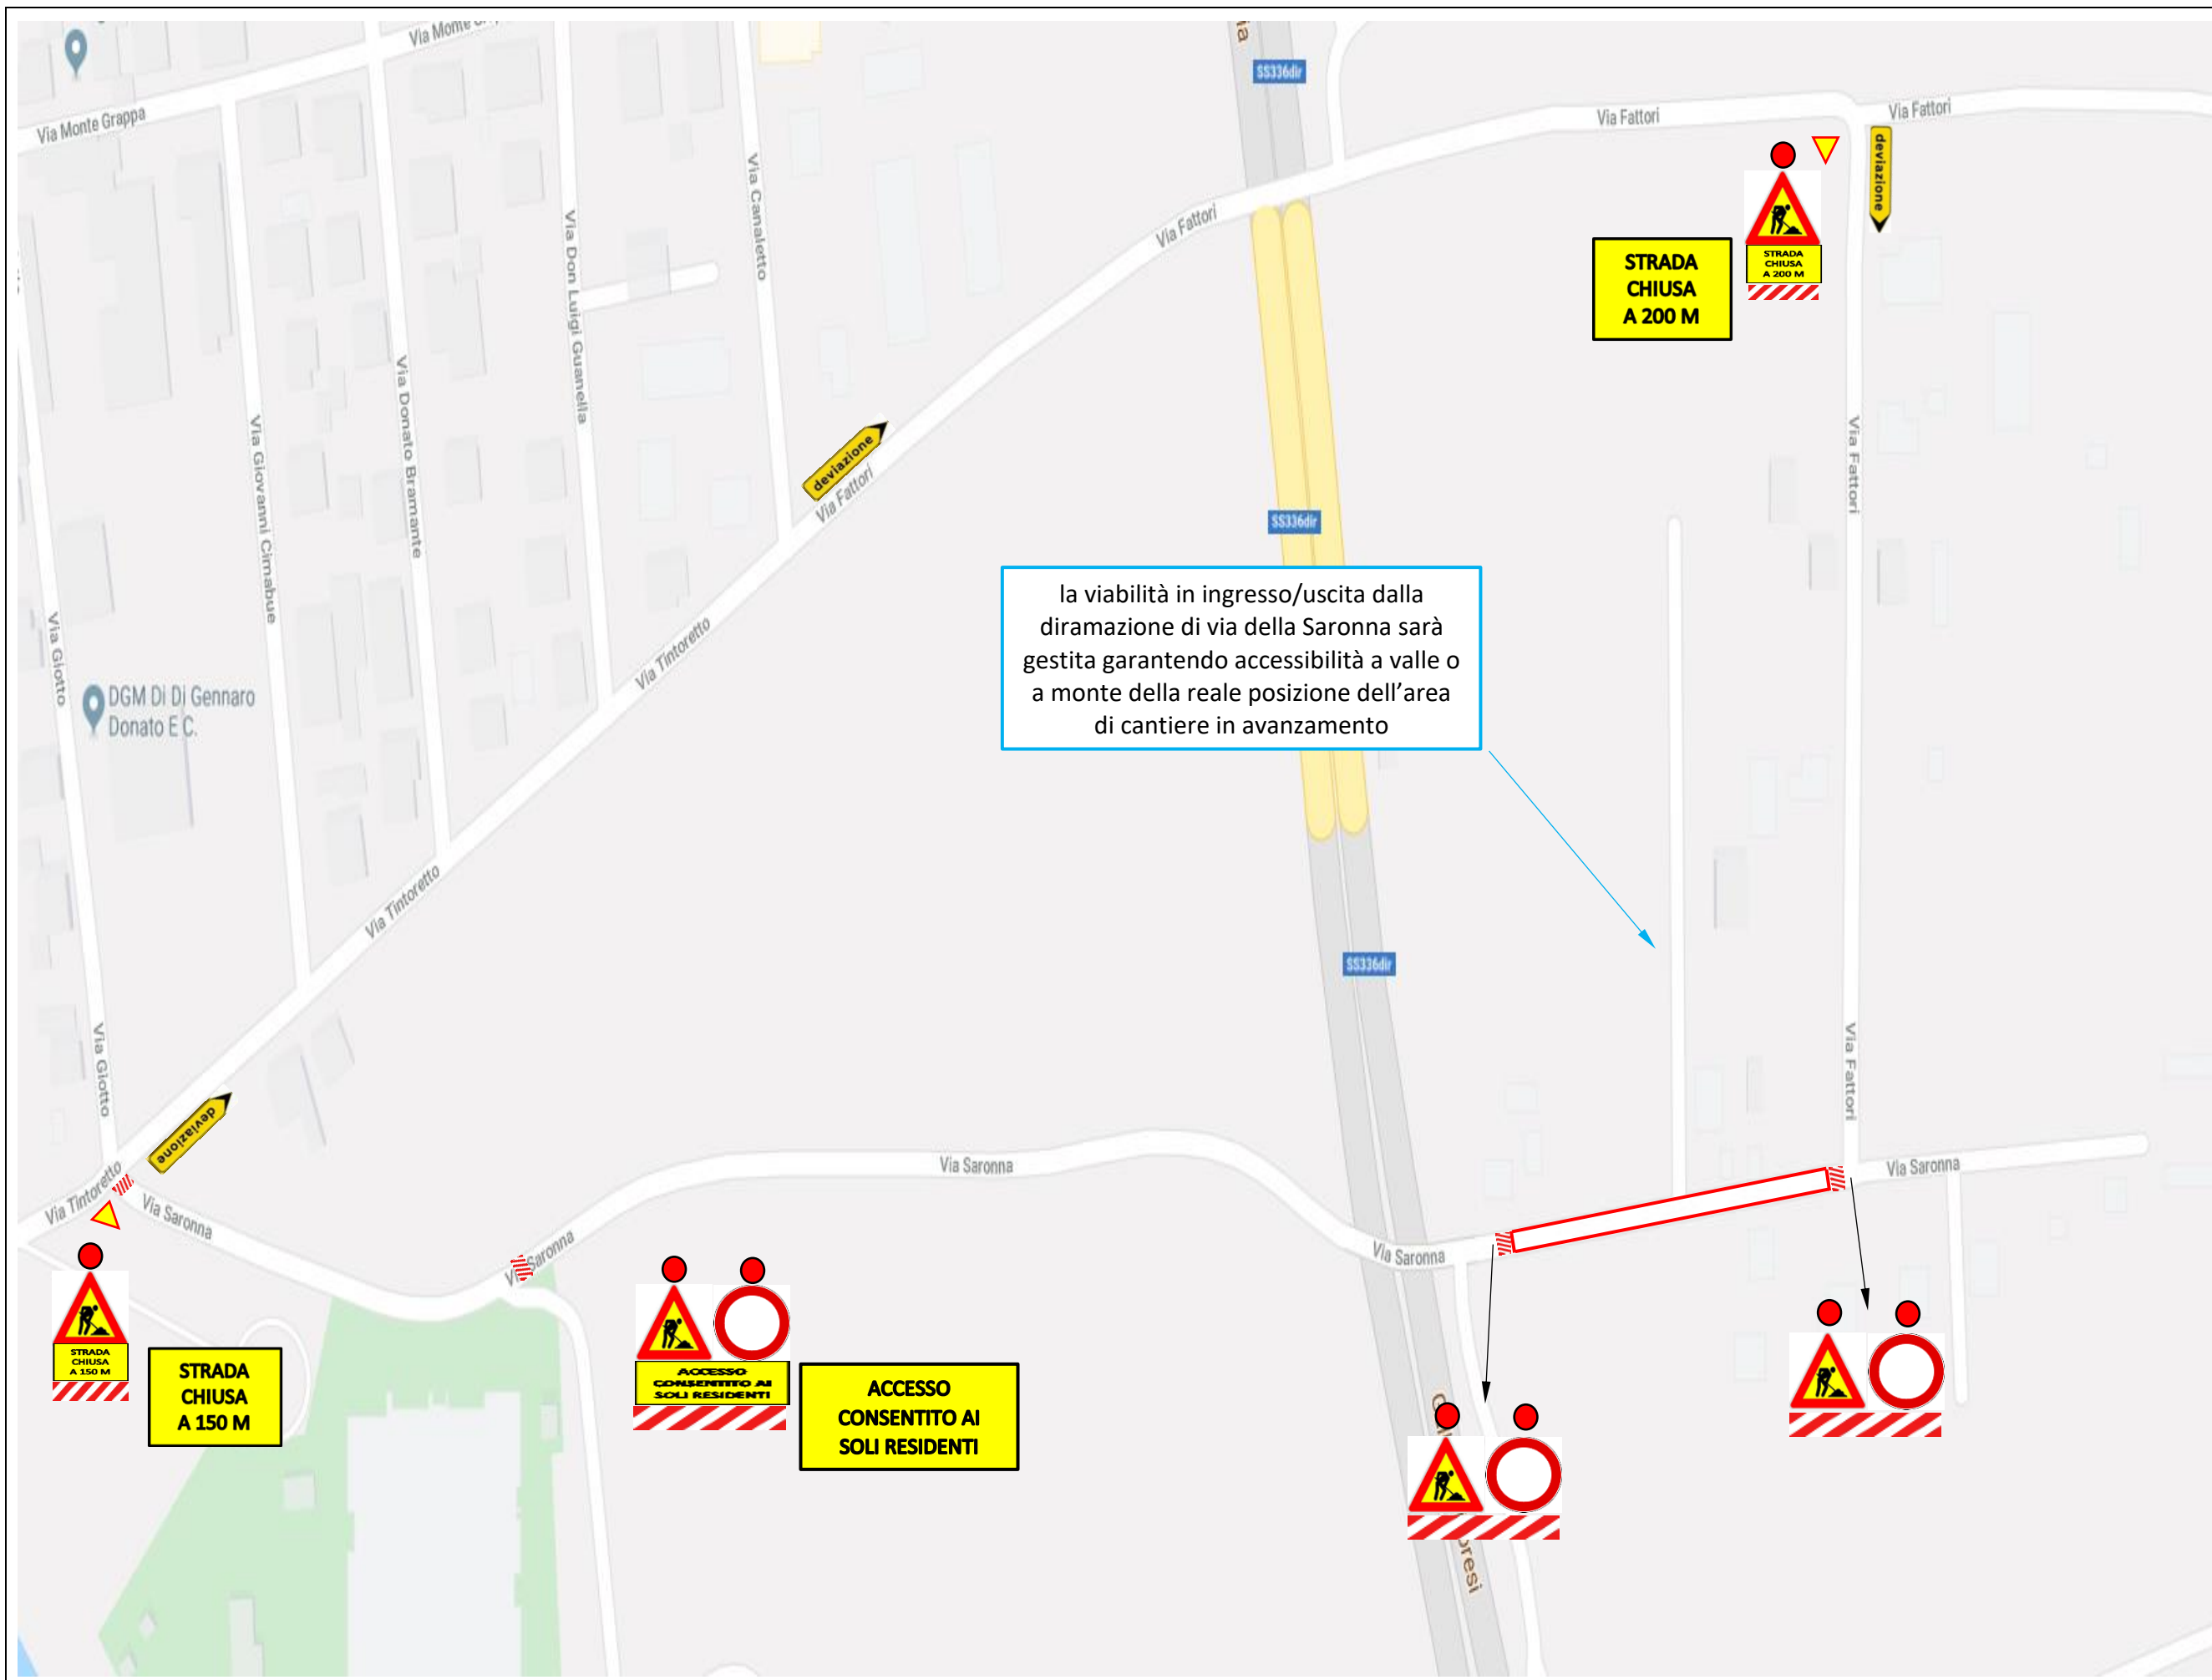 Via Monte
Via Monte Grappa
SS336dir
Via Fattori
Via Fattori
deviazione
STRADA
CHIUSA
A 200 M
STRADA
CHIUSA
A 200 M
Via Canaletto
Via Don Luigi Guanella
Via Fattori
Via Donato Bramante
Via Giovanni Cimabue
deviazione
Via Fattori
Via Fattori
SS336dir
la viabilità in ingresso/uscita dalla
diramazione di via della Saronna sarà
gestita garantendo accessibilità a valle o
a monte della reale posizione dell'area
di cantiere in avanzamento
Via Giotto
Via Tintoretto
DGM Di Di Gennaro
Donato E C.
Via Tintoretto
SS336dir
Via Giotto
Via Fattori
deviazione
Via Tintoretto
Via Saronna
Via Saronna
Via Saronna
Via Saronna
Via Saronna
STRADA
CHIUSA
A 150 M
STRADA
CHIUSA
A 150 M
ACCESSO
CONSENTITO AI
SOLI RESIDENTI
ACCESSO
CONSENTITO AI
SOLI RESIDENTI